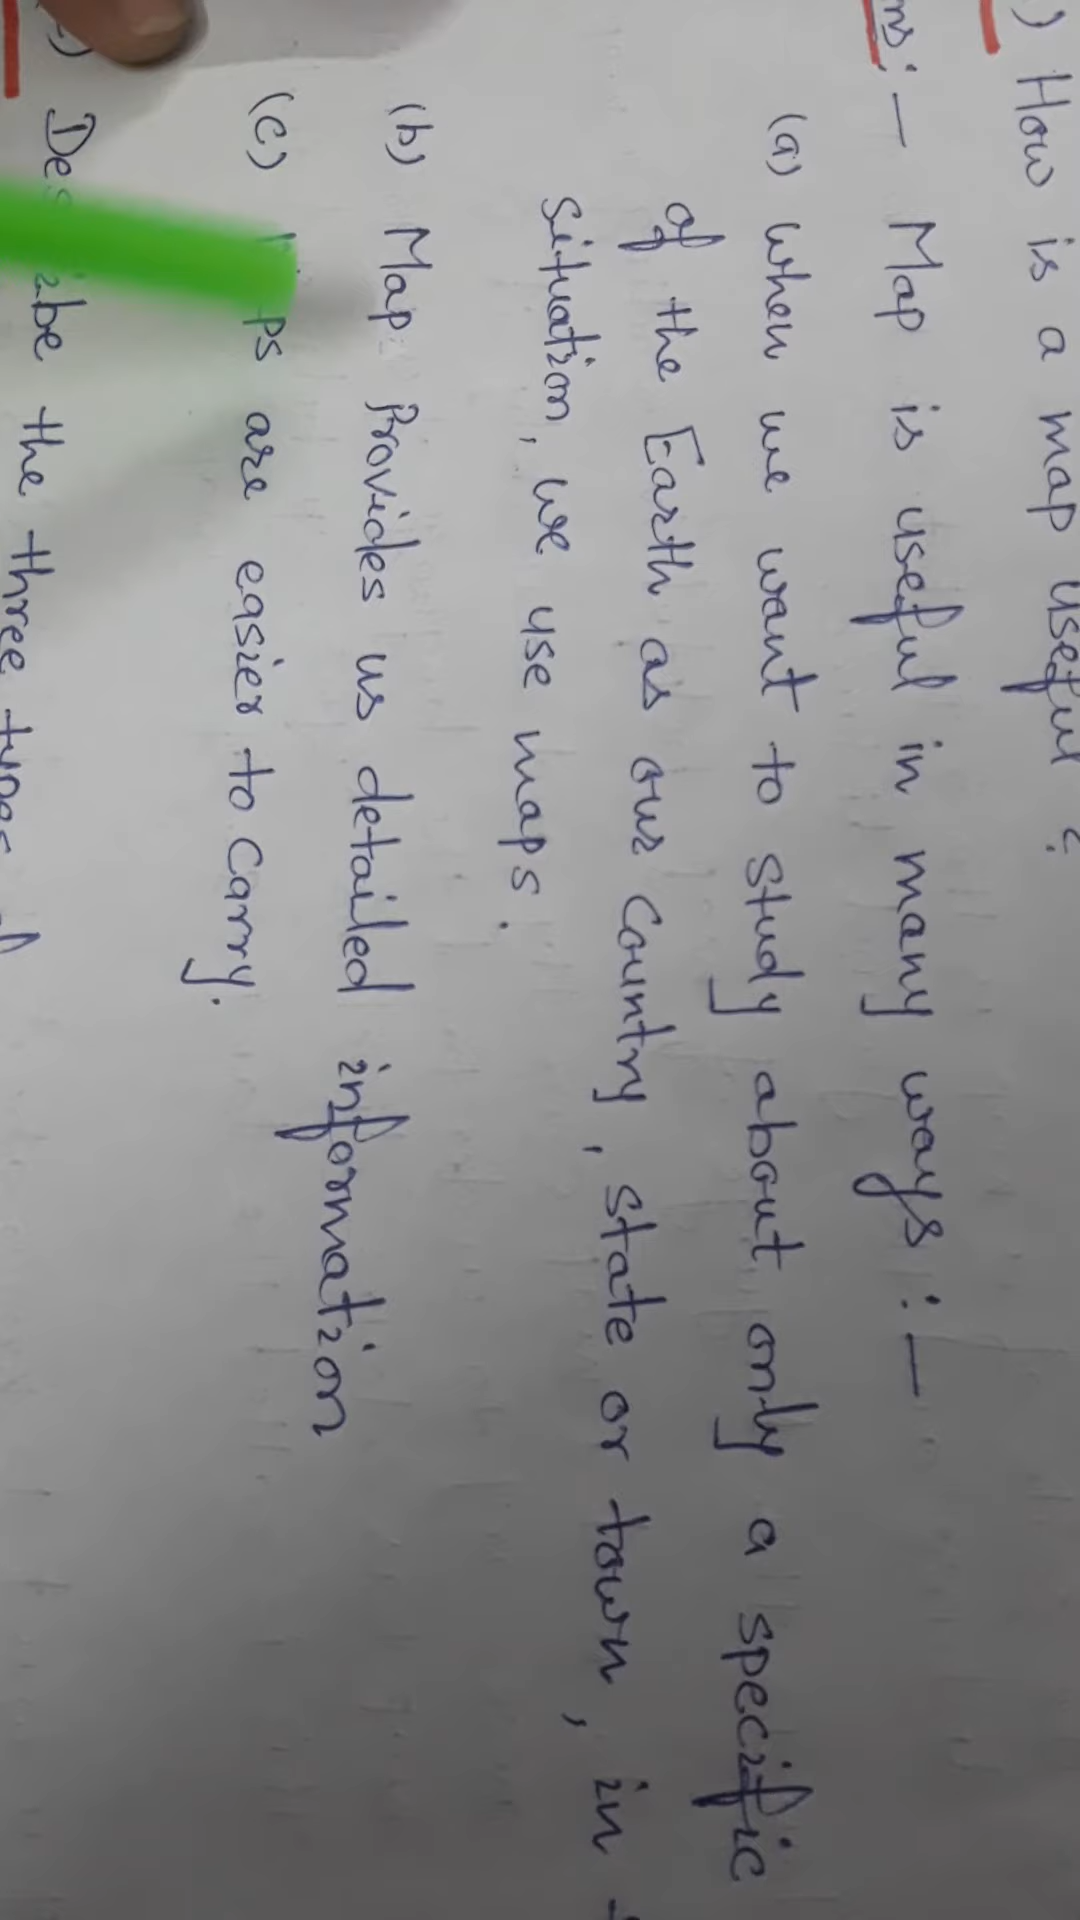 ) How is a map useful ?
ns:- Map is useful in many ways :-
(a) when we want to study about only a specific
of the Earth as our country, state or town, in
situation, we use maps.
(b) Map Provides us detailed information
(c) are easier to carry.
the three types